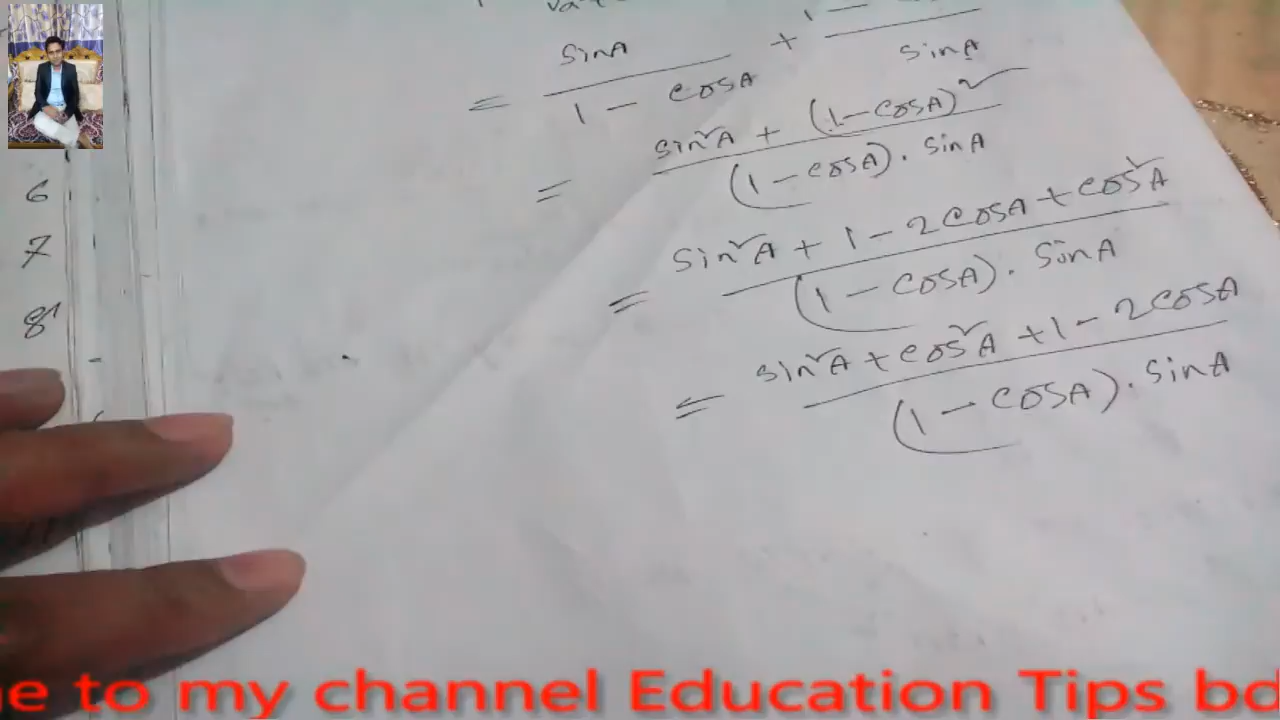 = sinA / 1 - cosA + 1 - / sinA
= sin²A + (1-cosA)² / (1-cosA). sinA
= sin²A + 1 - 2cosA + cos²A / (1 - cosA). sinA
= sin²A + cos²A + 1 - 2cosA / (1 - cosA). sinA
6
7
8
to my channel Education Tips bd